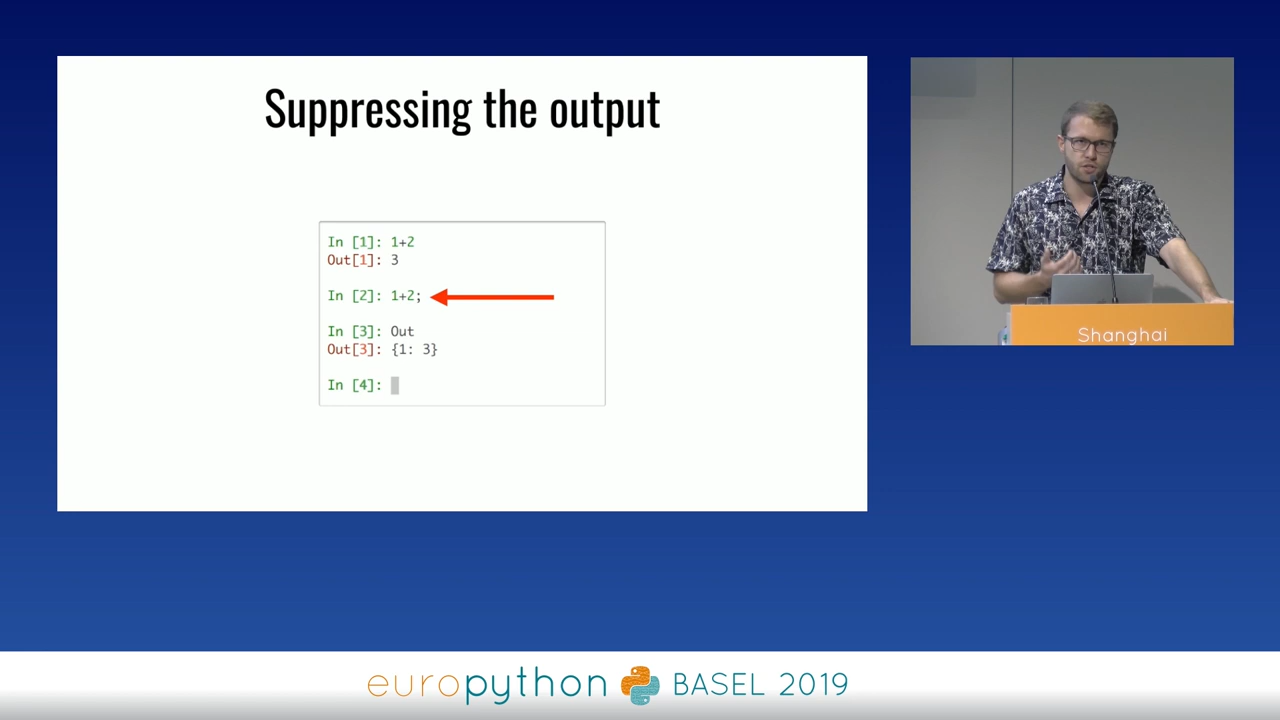 Suppressing the output
In [1]: 1+2
Out[1]: 3
In [2]: 1+2;
In [3]: Out
Out[3]: {1: 3}
In [4]:
Shanghai
europython BASEL 2019